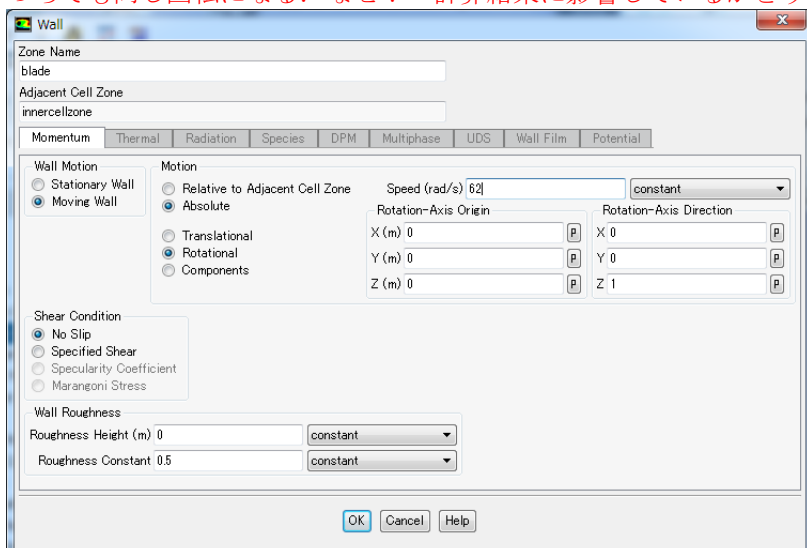 Wall
Zone Name
blade
Adjacent Cell Zone
innercellzone
Momentum Thermal Radiation Species DPM Multiphase UDS Wall Film Potential
Wall Motion
Stationary Wall
Moving Wall
Motion
Relative to Adjacent Cell Zone
Absolute
Translational
Rotational
Components
Speed (rad/s) 62 constant
Rotation-Axis Origin
X (m) 0 P
Y (m) 0 P
Z (m) 0 P
Rotation-Axis Direction
X 0 P
Y 0 P
Z 1 P
Shear Condition
No Slip
Specified Shear
Specularity Coefficient
Marangoni Stress
Wall Roughness
Roughness Height (m) 0 constant
Roughness Constant 0.5 constant
OK Cancel Help